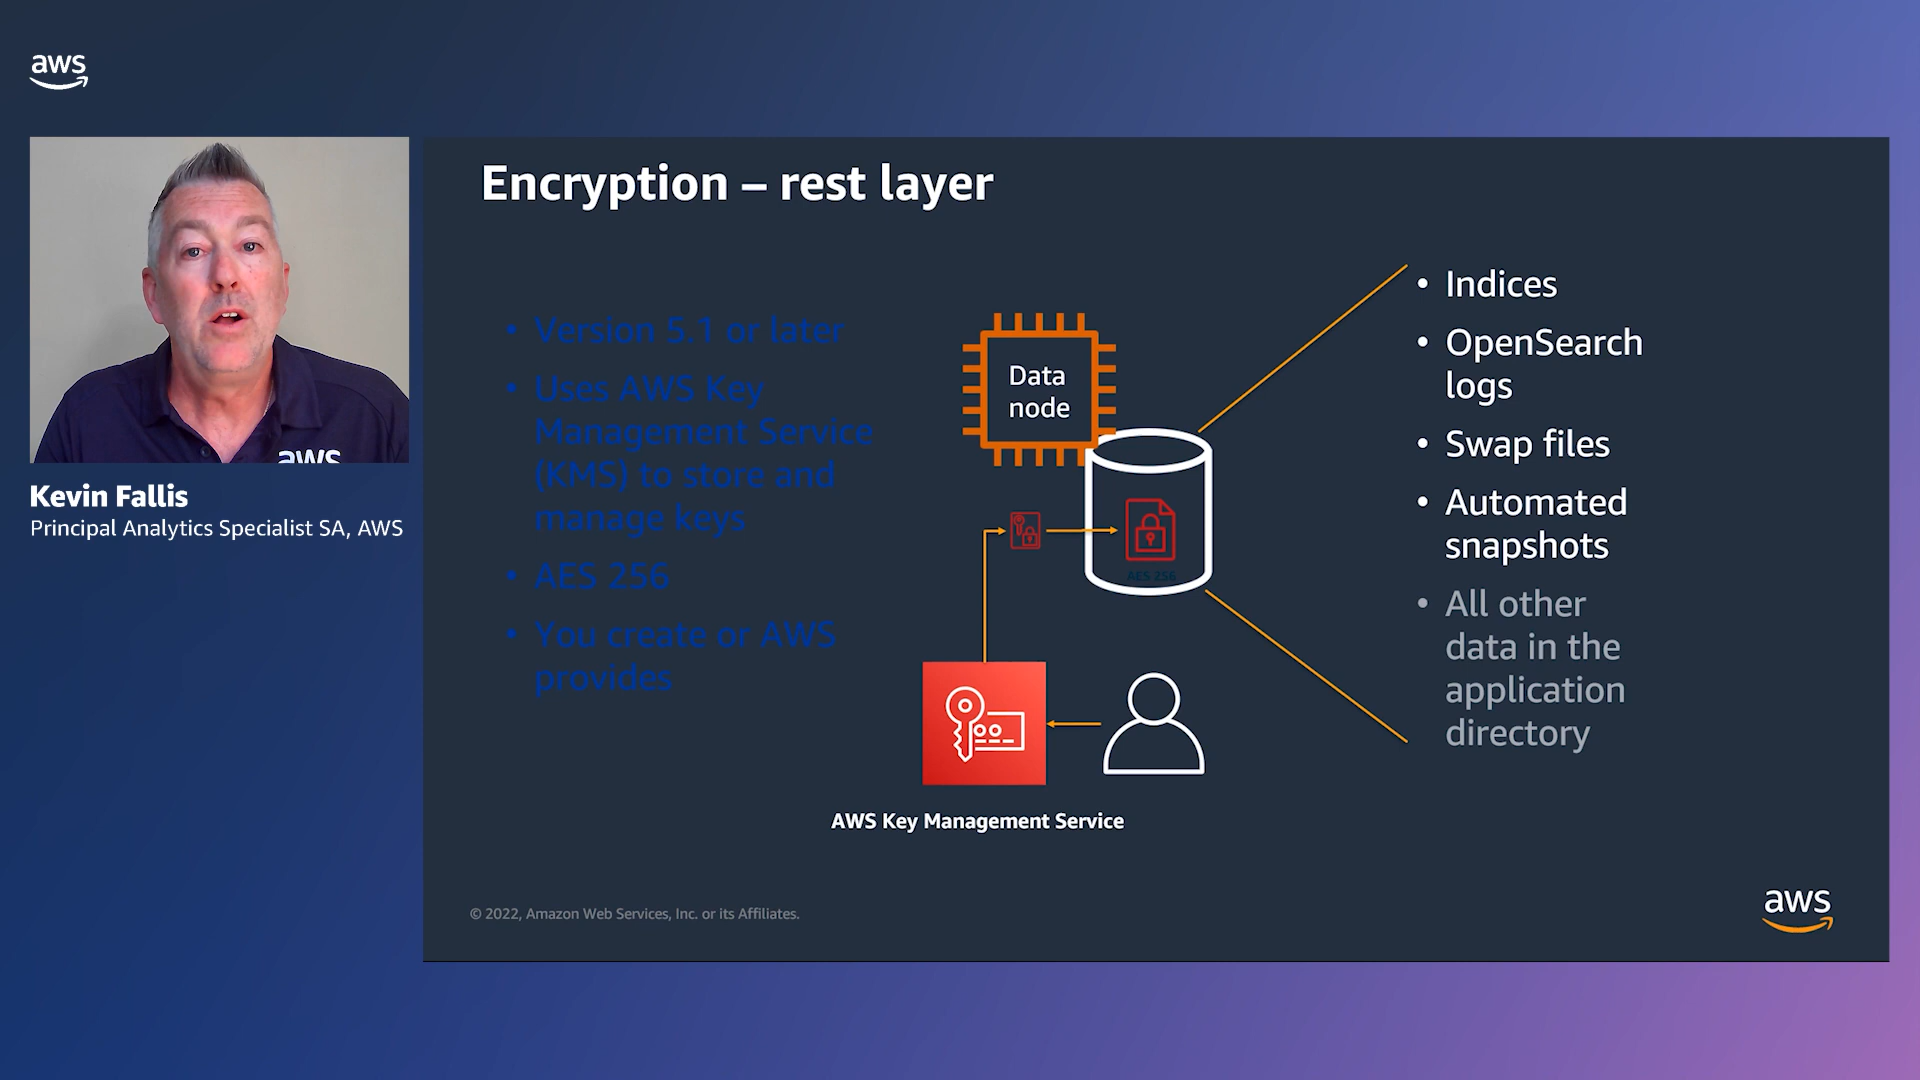 aws
Kevin Fallis
Principal Analytics Specialist SA, AWS
aws
Encryption – rest layer
• Version 5.1 or later
• Uses AWS Key
Management Service
(KMS) to store and
manage keys
• AES 256
• You create or AWS
provides
Data
node
AES 256
AWS Key Management Service
• Indices
• OpenSearch
logs
• Swap files
• Automated
snapshots
• All other
data in the
application
directory
© 2022, Amazon Web Services, Inc. or its Affiliates.
aws